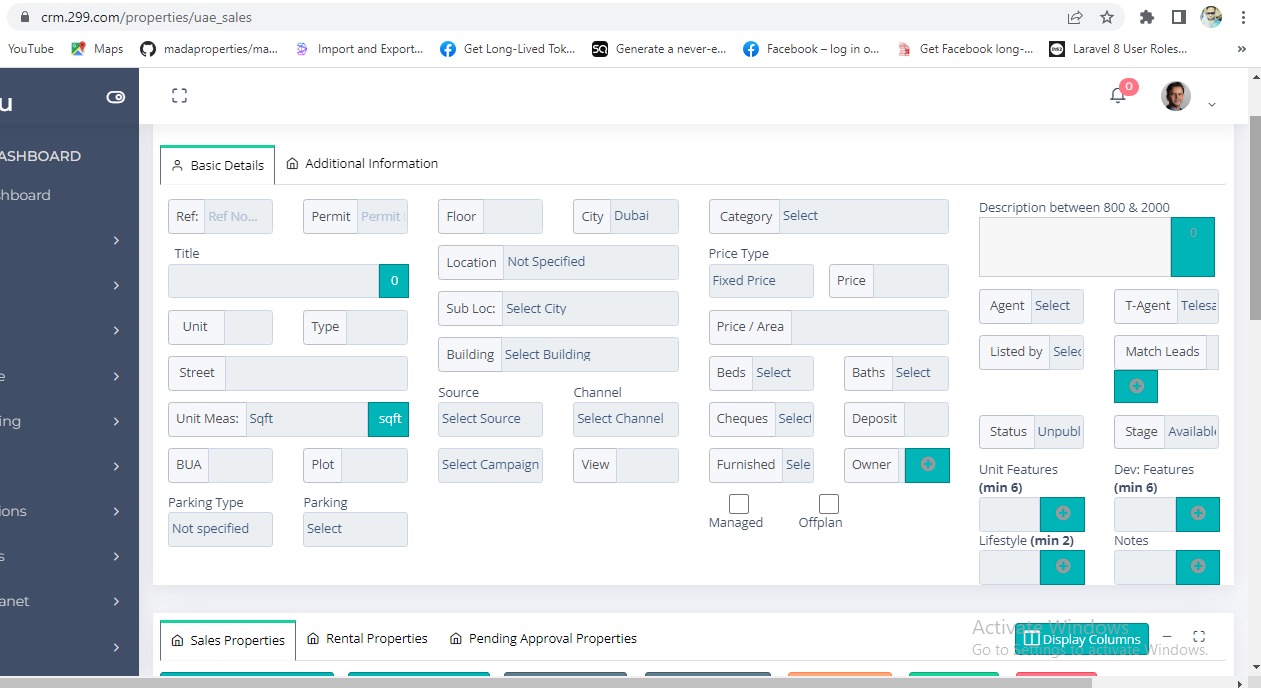 crm.299.com/properties/uae_sales
YouTube Maps madaproperties/ma... Import and Export... Get Long-Lived Tok... Generate a never-e... Facebook – log in o... Get Facebook long-... Laravel 8 User Roles... »
u
0
ASHBOARD
hboard
e
ing
ions
s
anet
Basic Details Additional Information
Ref: Ref No... Permit Permit
Title
0
Unit Type
Street
Unit Meas: Sqft sqft
BUA Plot
Parking Type Parking
Not specified Select
Floor City Dubai
Location Not Specified
Sub Loc: Select City
Building Select Building
Source Channel
Select Source Select Channel
Select Campaign View
Category Select
Price Type
Fixed Price Price
Price / Area
Beds Select Baths Select
Cheques Select Deposit
Furnished Sele Owner
Managed Offplan
Description between 800 & 2000
0
Agent Select T-Agent Telesa
Listed by Selec Match Leads
Status Unpubl Stage Available
Unit Features Dev: Features
(min 6) (min 6)
Lifestyle (min 2) Notes
Sales Properties Rental Properties Pending Approval Properties
Display Columns
Activate Windows
Go to Settings to activate Windows.